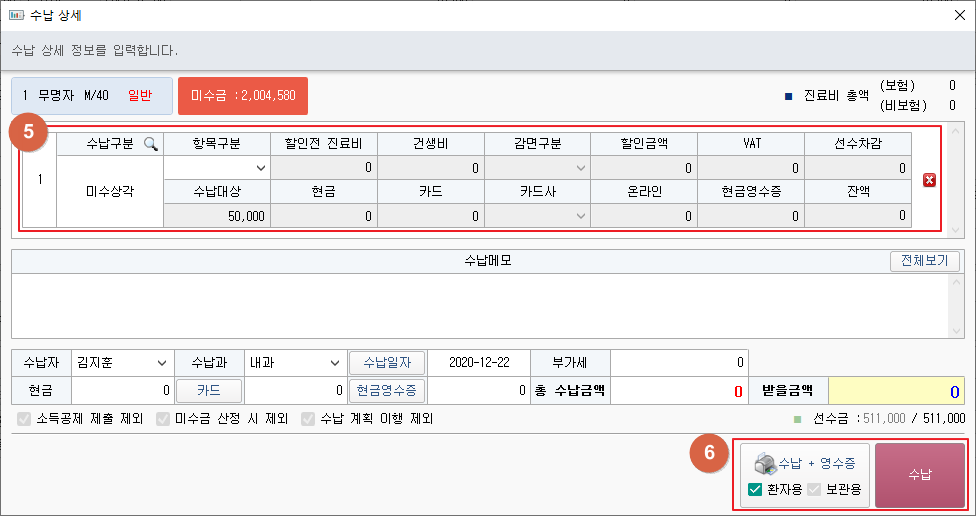 수납 상세
수납 상세 정보를 입력합니다.
1 무명자 M/40 일반
미수금 :2,004,580
진료비 총액 (보험) 0
(비보험) 0
5
수납구분 항목구분 할인전 진료비 건생비 감면구분 할인금액 VAT 선수차감
0 0 0 0 0
1 미수상각 수납대상 현금 카드 카드사 온라인 현금영수증 잔액
50,000 0 0 0 0 0
수납메모 전체보기
수납자 김지훈 수납과 내과 수납일자 2020-12-22 부가세 0
현금 0 카드 0 현금영수증 0 총 수납금액 0 받을금액 0
소득공제 제출 제외 미수금 산정 시 제외 수납 계획 이행 제외 선수금 :511,000 / 511,000
6
수납 + 영수증
환자용 보관용
수납